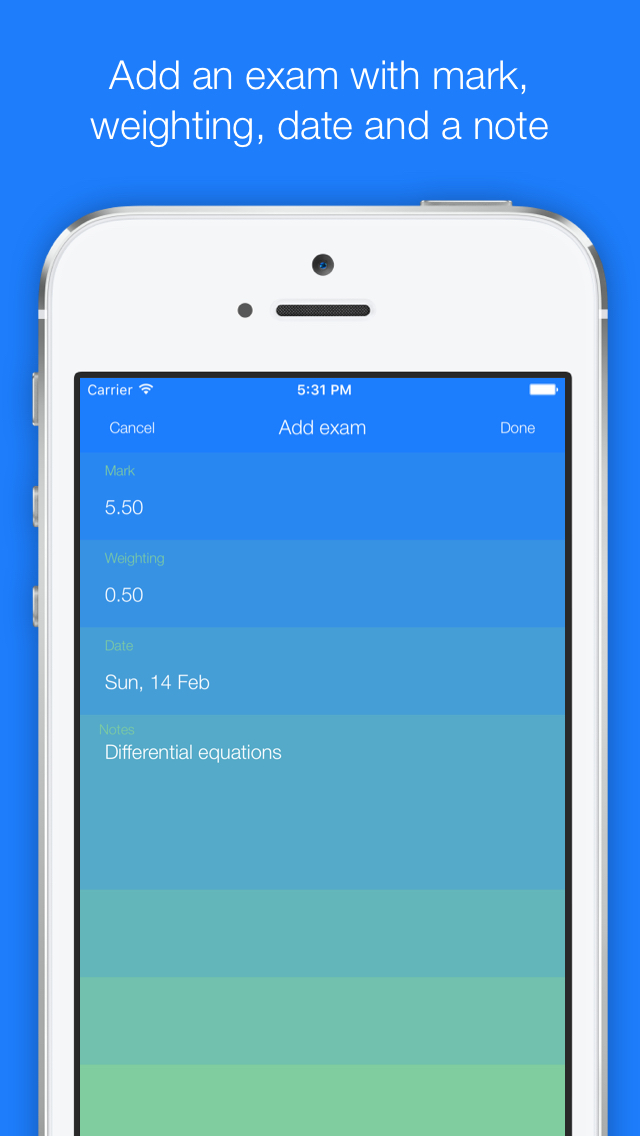 Add an exam with mark,
weighting, date and a note
Carrier 5:31 PM
Cancel Add exam Done
Mark
5.50
Weighting
0.50
Date
Sun, 14 Feb
Notes
Differential equations